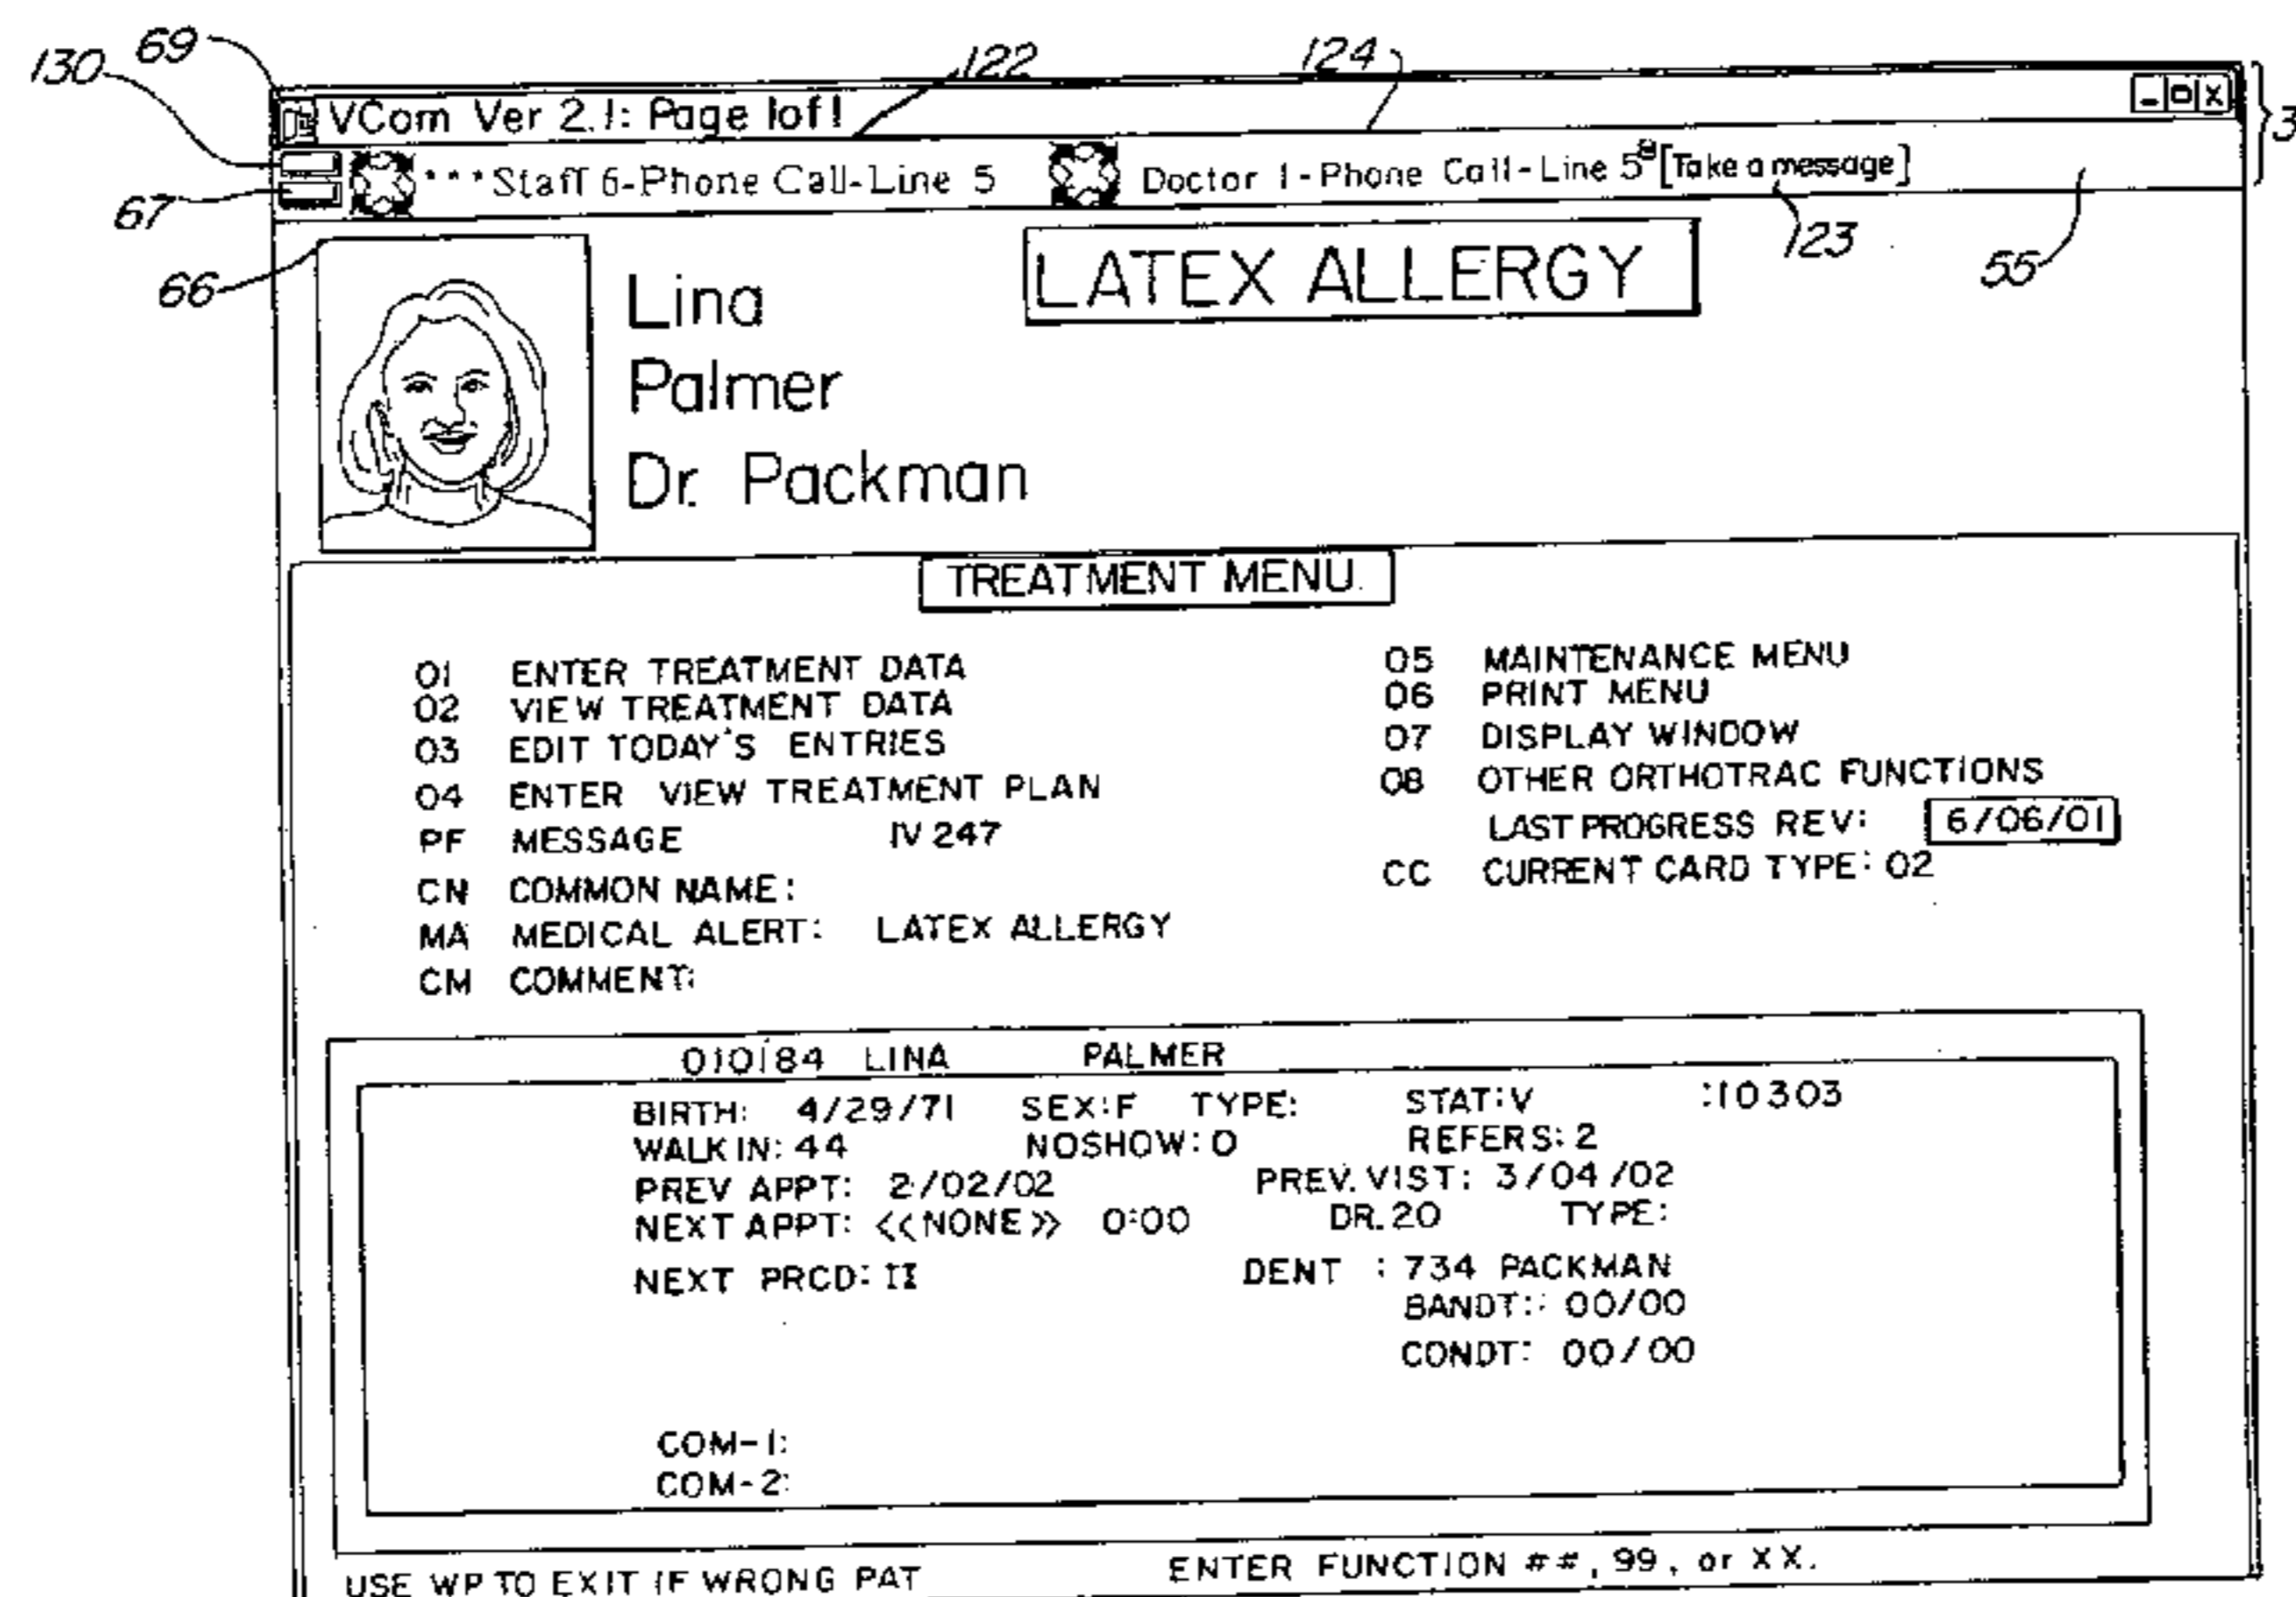 130 69 122 124
VCom Ver 2.1: Page 1of1 3
***Staff 6-Phone Call-Line 5 Doctor 1-Phone Call-Line 5 [Take a message]
67 123 55
66
LATEX ALLERGY
Lina
Palmer
Dr. Packman
TREATMENT MENU.
01 ENTER TREATMENT DATA 05 MAINTENANCE MENU
02 VIEW TREATMENT DATA 06 PRINT MENU
03 EDIT TODAY'S ENTRIES 07 DISPLAY WINDOW
04 ENTER VIEW TREATMENT PLAN 08 OTHER ORTHOTRAC FUNCTIONS
PF MESSAGE IV 247 LAST PROGRESS REV: 6/06/01
CN COMMON NAME: CC CURRENT CARD TYPE: 02
MA MEDICAL ALERT: LATEX ALLERGY
CM COMMENT:
010184 LINA PALMER
BIRTH: 4/29/71 SEX:F TYPE: STAT:V :10303
WALK IN: 44 NOSHOW: 0 REFERS: 2
PREV APPT: 2/02/02 PREV. VIST: 3/04/02
NEXT APPT: <<NONE>> 0:00 DR. 20 TYPE:
NEXT PRCD: II DENT : 734 PACKMAN
BANDT:: 00/00
CONDT: 00/00
COM-1:
COM-2:
USE WP TO EXIT IF WRONG PAT ENTER FUNCTION ##, 99, or XX.